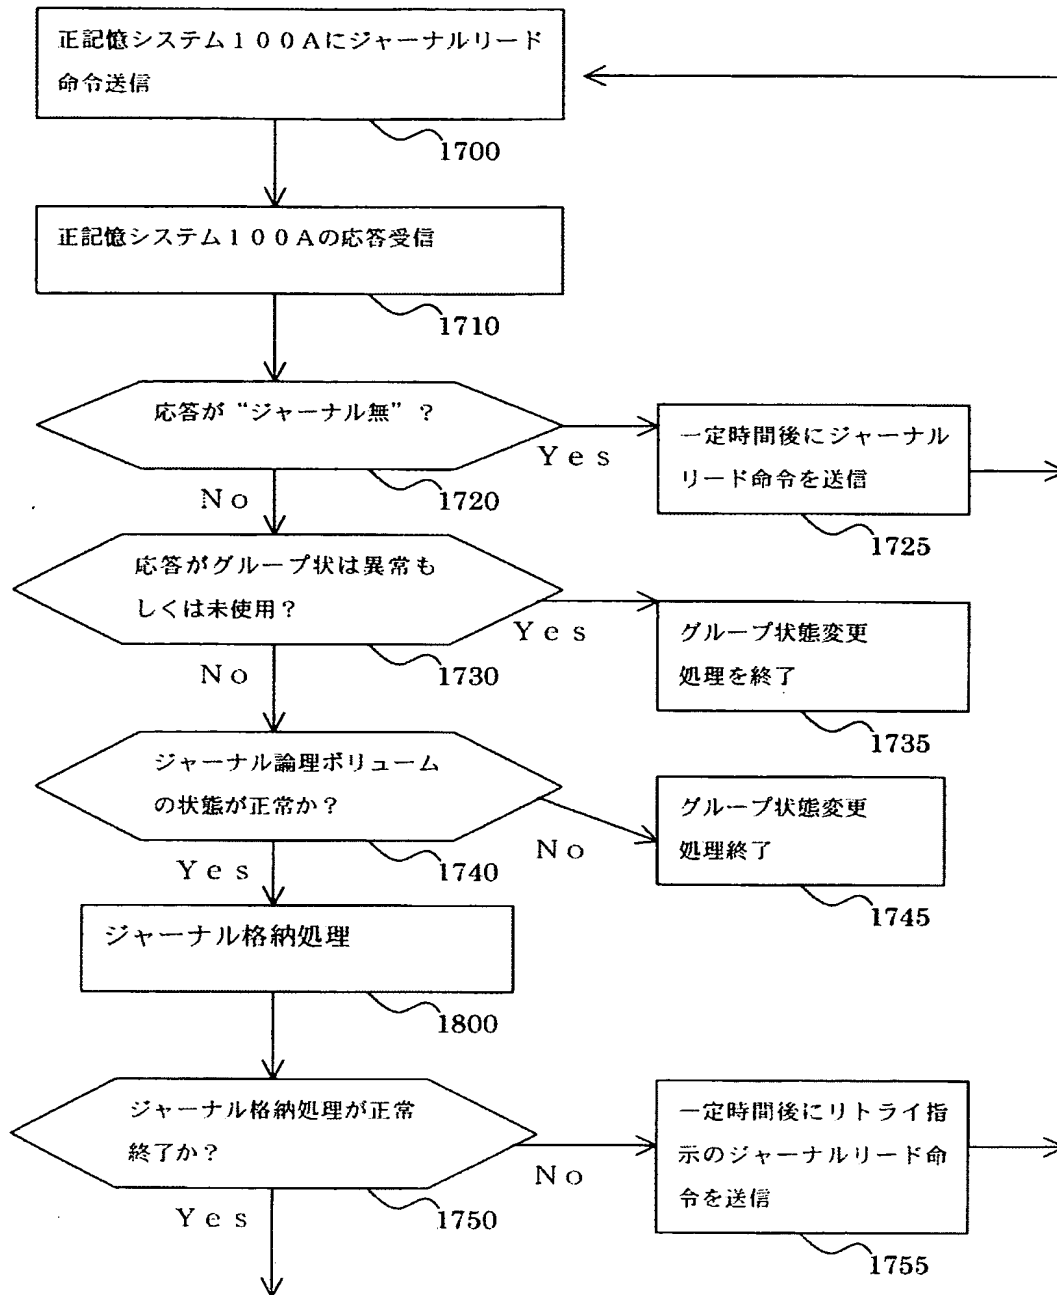 正記憶システム１００Ａにジャーナルリード
命令送信
1700
正記憶システム１００Ａの応答受信
1710
応答が“ジャーナル無”？
Ｙｅｓ
一定時間後にジャーナル
リード命令を送信
Ｎｏ
1720
1725
応答がグループ状は異常も
しくは未使用？
Ｙｅｓ
グループ状態変更
処理を終了
Ｎｏ
1730
1735
ジャーナル論理ボリューム
の状態が正常か？
Ｎｏ
グループ状態変更
処理終了
Ｙｅｓ
1740
1745
ジャーナル格納処理
1800
ジャーナル格納処理が正常
終了か？
Ｎｏ
一定時間後にリトライ指
示のジャーナルリード命
令を送信
Ｙｅｓ
1750
1755